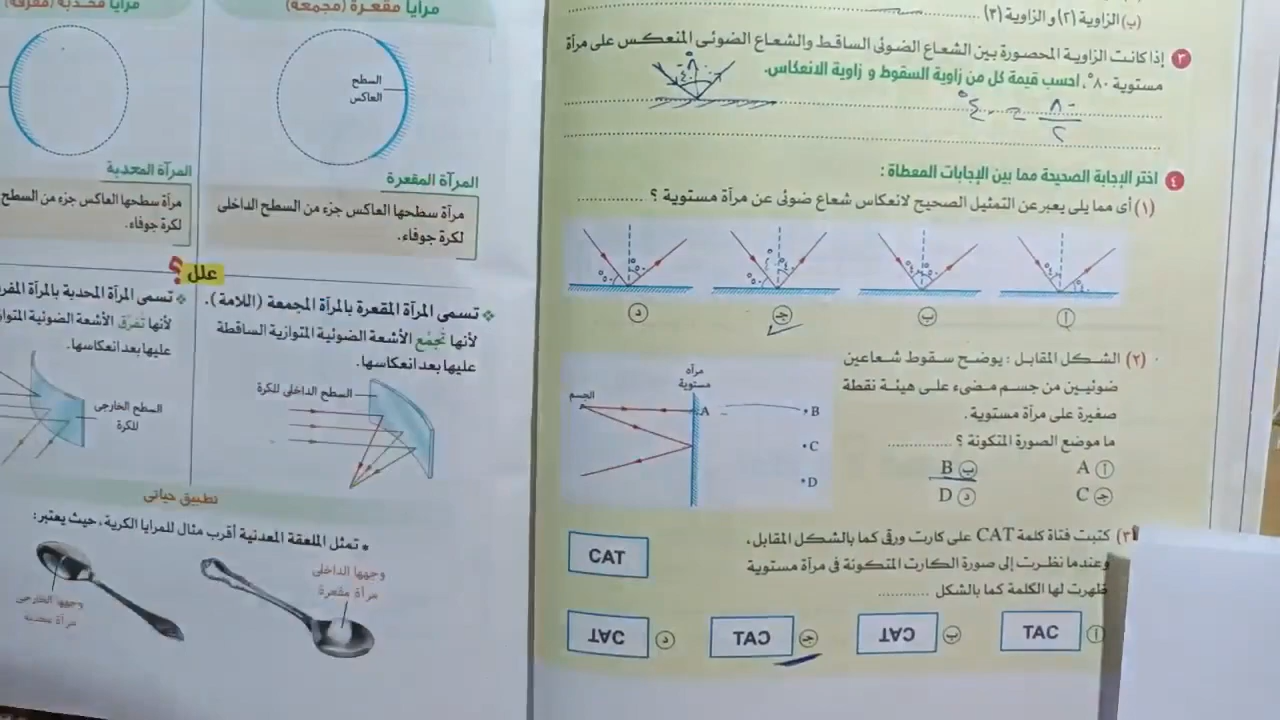 (ب) الزاوية (٢) و الزاوية (٣)
٣ إذا كانت الزاوية المحصورة بين الشعاع الضوئى الساقط والشعاع الضوئى المنعكس على مرآة
مستوية ٨٠°، احسب قيمة كل من زاوية السقوط و زاوية الانعكاس.
٨٠ / ٢ = ٤٠°
٤ اختر الإجابة الصحيحة مما بين الإجابات المعطاة :
(١) أى مما يلى يعبر عن التمثيل الصحيح لانعكاس شعاع ضوئى عن مرآة مستوية ؟
أ ب ج د
(٢) الشكل المقابل : يوضح سقوط شعاعين
ضوئيين من جسم مضىء على هيئة نقطة
صغيرة على مرآة مستوية.
ما موضع الصورة المتكونة ؟
أ A ب B
ج C د D
مرآة
مستوية
الجسم
A
B
C
D
(٣) كتبت فتاة كلمة CAT على كارت ورقى كما بالشكل المقابل،
وعندما نظرت إلى صورة الكارت المتكونة فى مرآة مستوية
ظهرت لها الكلمة كما بالشكل
CAT
أ TAC ب ج د
مرايا مقعرة (مجمعة)
السطح
العاكس
المرآة المقعرة
مرآة سطحها العاكس جزء من السطح الداخلى
لكرة جوفاء.
علل ؟
تسمى المرآة المقعرة بالمرآة المجمعة (اللامة).
لأنها تُجمِّع الأشعة الضوئية المتوازية الساقطة
عليها بعد انعكاسها.
السطح الداخلى للكرة
مرايا محدبة (مفرقة)
المرآة المحدبة
مرآة سطحها العاكس جزء من السطح
لكرة جوفاء.
تسمى المرآة المحدبة بالمرآة
لأنها تُفرِّق الأشعة الضوئية
عليها بعد انعكاسها.
السطح الخارجى
للكرة
تطبيق حياتى
* تمثل الملعقة المعدنية أقرب مثال للمرايا الكرية، حيث يعتبر:
وجهها الداخلى
مرآة مقعرة
وجهها الخارجى
مرآة محدبة